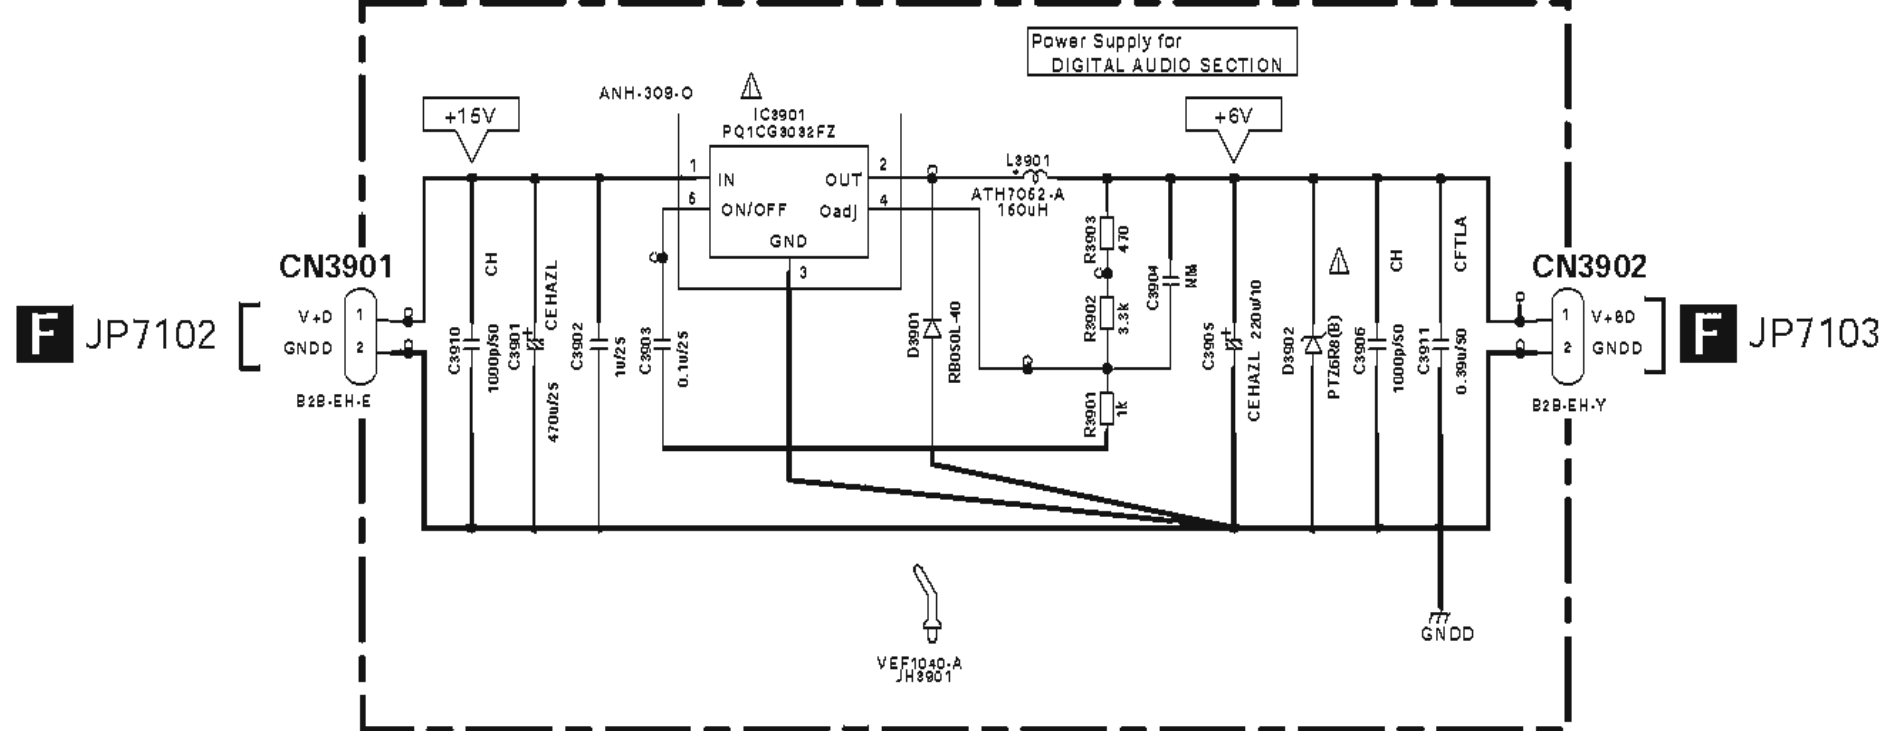 Power Supply for
DIGITAL AUDIO SECTION
ANH-309-O
+15V
IC3901
PQ1CG3032FZ
+6V
1
IN
OUT
2
5
ON/OFF
Oadj
4
GND
3
L3901
ATH7052-A
150uH
R3903
470
C3904
NM
R3902
3.3k
R3901
1k
CN3901
V+D
1
GNDD
2
B2B-EH-E
F
JP7102
C3910
1000p/50
CH
C3901
470u/25
CEHAZL
C3902
1u/25
C3903
0.1u/25
D3901
RB050L-40
C3905
CEHAZL 220u/10
D3902
PTZ6R8(B)
C3906
1000p/50
CH
C3911
0.39u/50
CFTLA
CN3902
1
V+6D
2
GNDD
B2B-EH-Y
F
JP7103
GNDD
VEF1040-A
JH3901